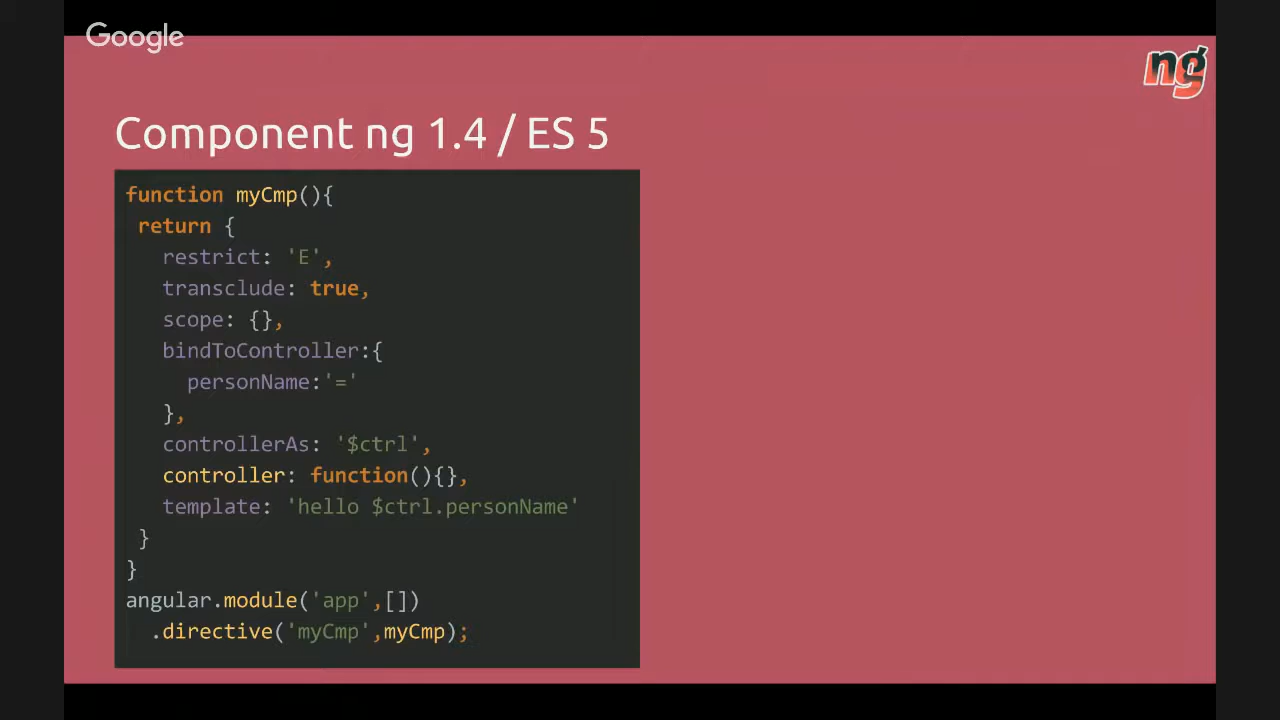 Google
ng
Component ng 1.4 / ES 5
function myCmp(){
return {
restrict: 'E',
transclude: true,
scope: {},
bindToController:{
personName:'='
},
controllerAs: '$ctrl',
controller: function(){},
template: 'hello $ctrl.personName'
}
}
angular.module('app',[])
.directive('myCmp',myCmp);